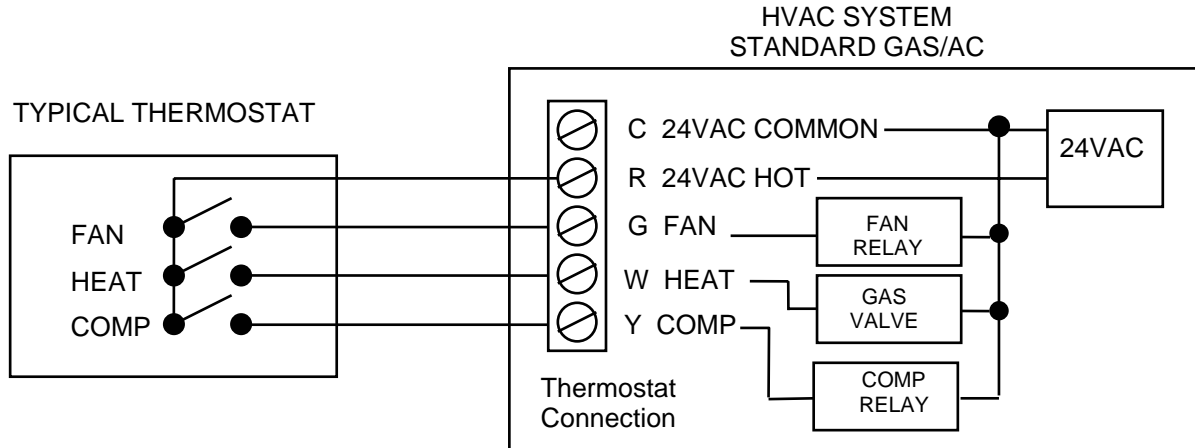 HVAC SYSTEM
STANDARD GAS/AC
TYPICAL THERMOSTAT
FAN
HEAT
COMP
C 24VAC COMMON
R 24VAC HOT
G FAN
W HEAT
Y COMP
Thermostat
Connection
24VAC
FAN
RELAY
GAS
VALVE
COMP
RELAY